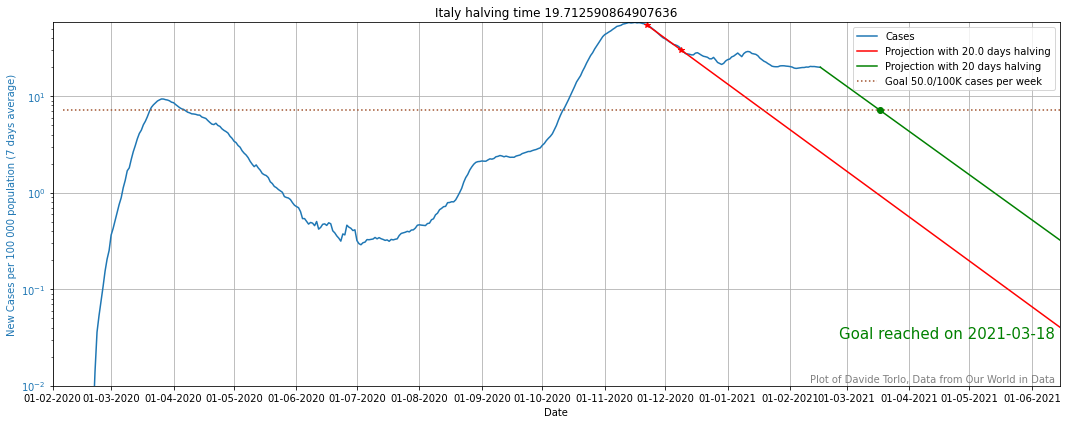 Italy halving time 19.712590864907636
Cases
Projection with 20.0 days halving
Projection with 20 days halving
Goal 50.0/100K cases per week
New Cases per 100 000 population (7 days average)
10¹
10⁰
10⁻¹
10⁻²
Goal reached on 2021-03-18
Plot of Davide Torlo, Data from Our World in Data
01-02-2020 01-03-2020 01-04-2020 01-05-2020 01-06-2020 01-07-2020 01-08-2020 01-09-2020 01-10-2020 01-11-2020 01-12-2020 01-01-2021 01-02-2021 01-03-2021 01-04-2021 01-05-2021 01-06-2021
Date